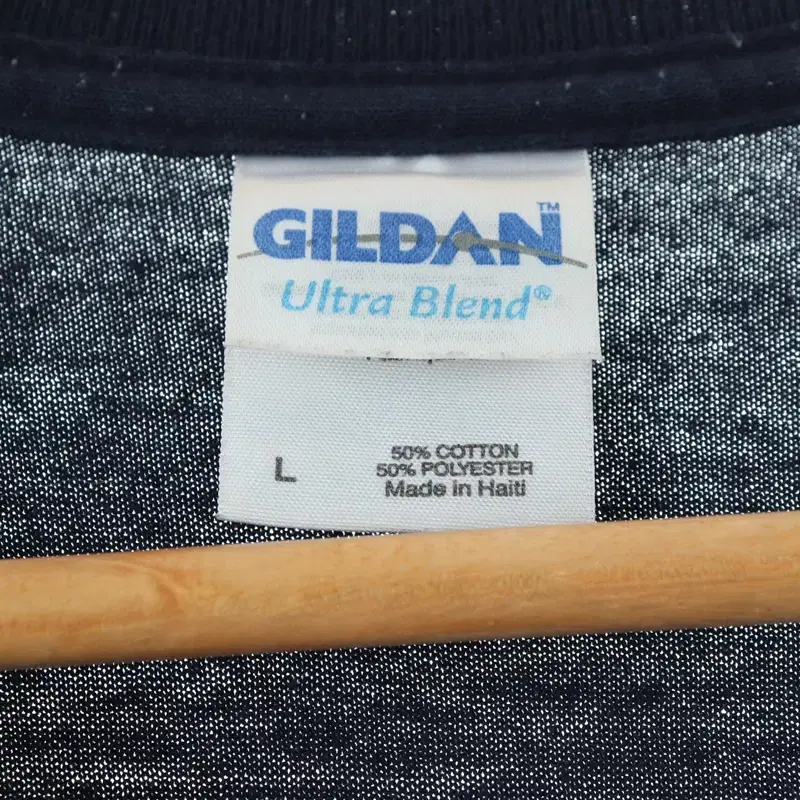 GILDAN™
Ultra Blend®
L
50% COTTON
50% POLYESTER
Made in Haiti